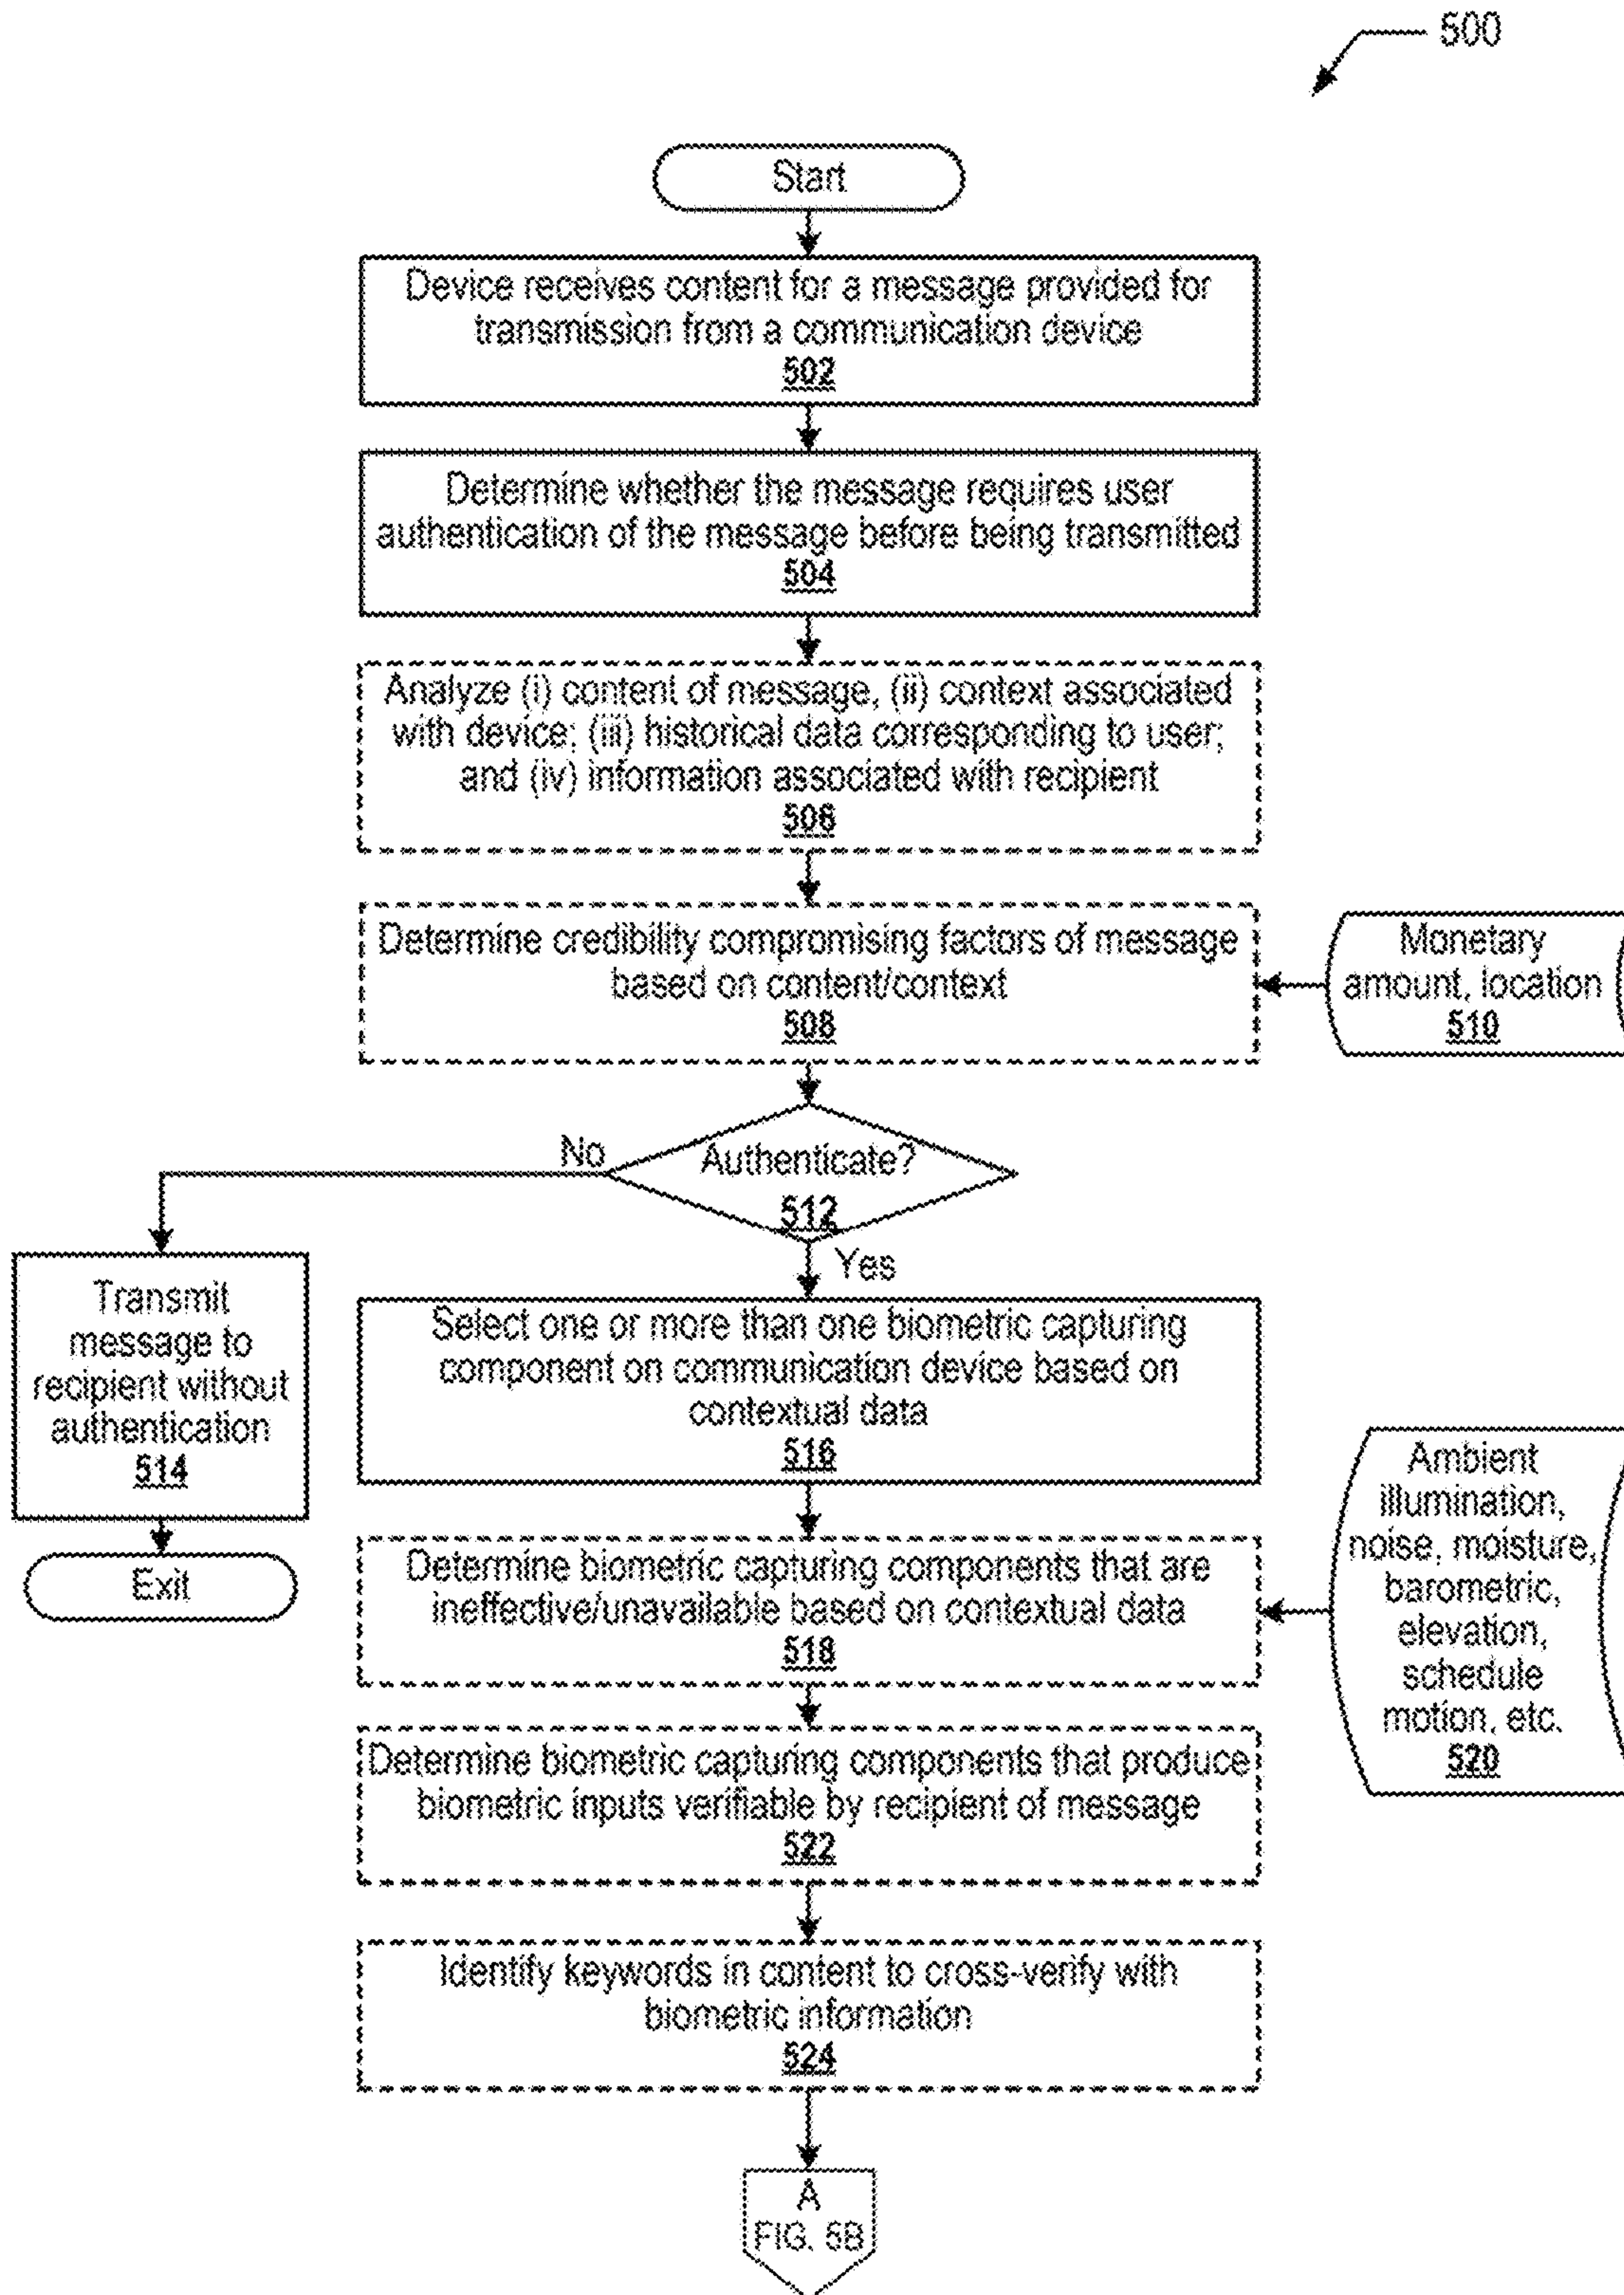 500
Start
Device receives content for a message provided for
transmission from a communication device
502
Determine whether the message requires user
authentication of the message before being transmitted
504
Analyze (i) content of message, (ii) context associated
with device; (iii) historical data corresponding to user;
and (iv) information associated with recipient
506
Determine credibility compromising factors of message
based on content/context
508
Monetary
amount, location
510
Authenticate?
512
No
Yes
Transmit
message to
recipient without
authentication
514
Exit
Select one or more than one biometric capturing
component on communication device based on
contextual data
516
Determine biometric capturing components that are
ineffective/unavailable based on contextual data
518
Ambient
illumination,
noise, moisture,
barometric,
elevation,
schedule
motion, etc.
520
Determine biometric capturing components that produce
biometric inputs verifiable by recipient of message
522
Identify keywords in content to cross-verify with
biometric information
524
A
FIG. 5B